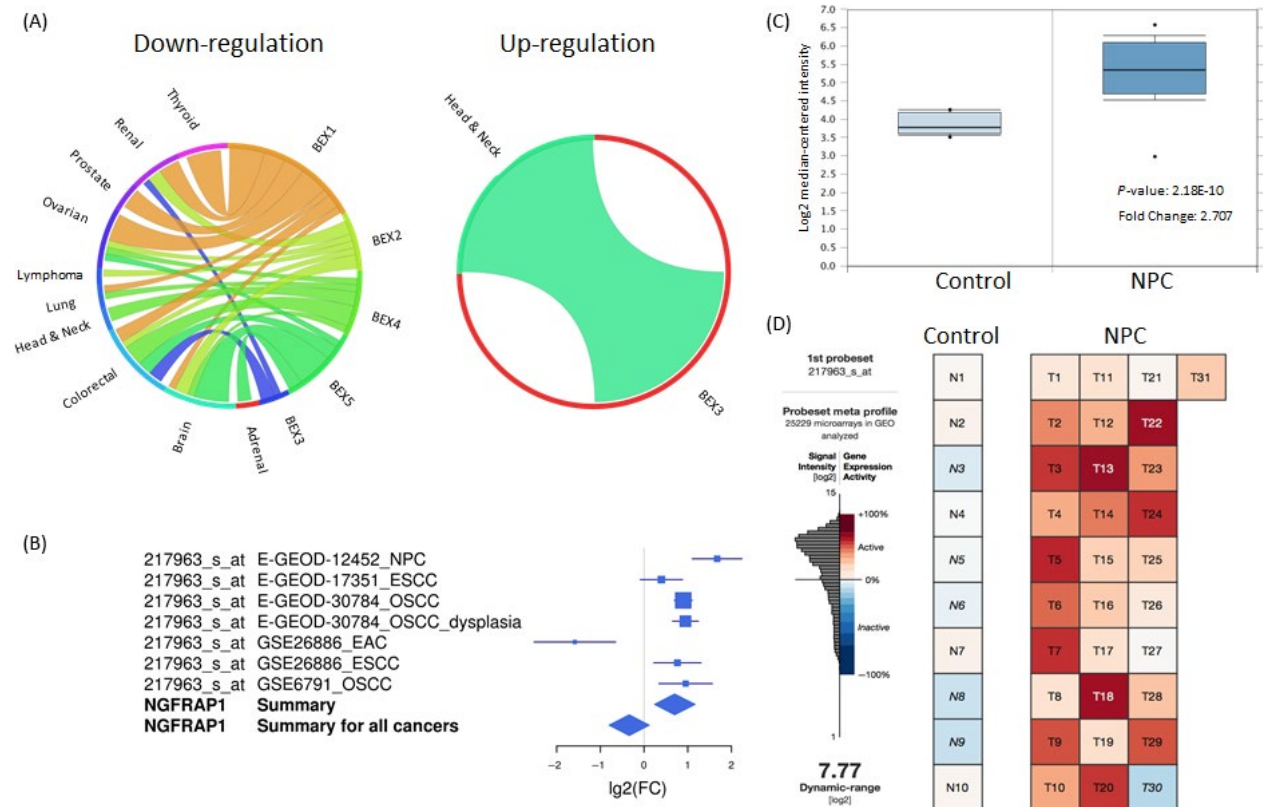 (A)
Down-regulation
Up-regulation
Thyroid
Renal
Prostate
Ovarian
Lymphoma
Lung
Head & Neck
Colorectal
Brain
Adrenal
BEX3
BEX5
BEX4
BEX2
BEX1
Head & Neck
BEX3
(B)
217963_s_at E-GEOD-12452_NPC
217963_s_at E-GEOD-17351_ESCC
217963_s_at E-GEOD-30784_OSCC
217963_s_at E-GEOD-30784_OSCC_dysplasia
217963_s_at GSE26886_EAC
217963_s_at GSE26886_ESCC
217963_s_at GSE6791_OSCC
NGFRAP1 Summary
NGFRAP1 Summary for all cancers
−2 −1 0 1 2
lg2(FC)
(C)
Log2 median-centered intensity
7.0
6.5
6.0
5.5
5.0
4.5
4.0
3.5
3.0
2.5
2.0
1.5
1.0
0.5
0.0
P-value: 2.18E-10
Fold Change: 2.707
Control NPC
(D)
Control NPC
1st probeset
217963_s_at
Probeset meta profile
25229 microarrays in GEO
analyzed
Signal Intensity [log2]
Gene Expression Activity
15
+100%
Active
0%
Inactive
−100%
1
7.77
Dynamic-range
[log2]
N1 T1 T11 T21 T31
N2 T2 T12 T22
N3 T3 T13 T23
N4 T4 T14 T24
N5 T5 T15 T25
N6 T6 T16 T26
N7 T7 T17 T27
N8 T8 T18 T28
N9 T9 T19 T29
N10 T10 T20 T30